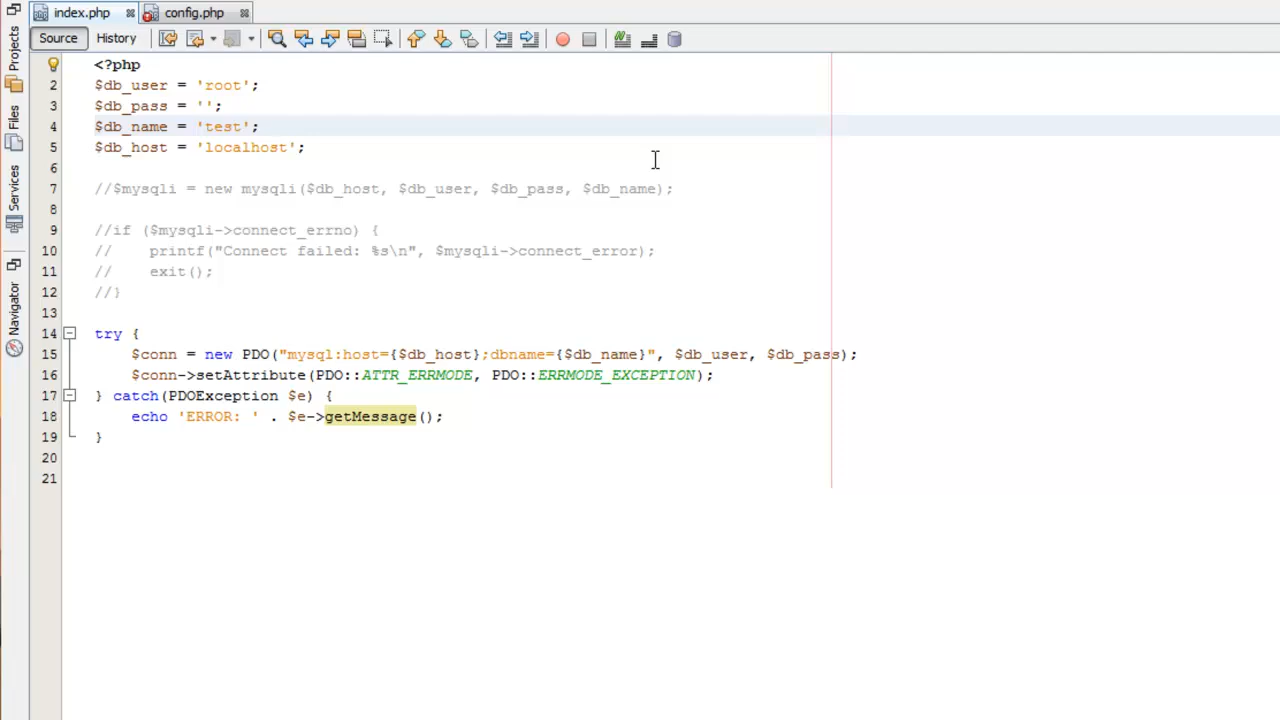 index.php
config.php
Source
History
Projects
Files
Services
Navigator
<?php
2 $db_user = 'root';
3 $db_pass = '';
4 $db_name = 'test';
5 $db_host = 'localhost';
6
7 //$mysqli = new mysqli($db_host, $db_user, $db_pass, $db_name);
8
9 //if ($mysqli->connect_errno) {
10 //    printf("Connect failed: %s\n", $mysqli->connect_error);
11 //    exit();
12 //}
13
14 try {
15     $conn = new PDO("mysql:host={$db_host};dbname={$db_name}", $db_user, $db_pass);
16     $conn->setAttribute(PDO::ATTR_ERRMODE, PDO::ERRMODE_EXCEPTION);
17 } catch(PDOException $e) {
18     echo 'ERROR: ' . $e->getMessage();
19 }
20
21